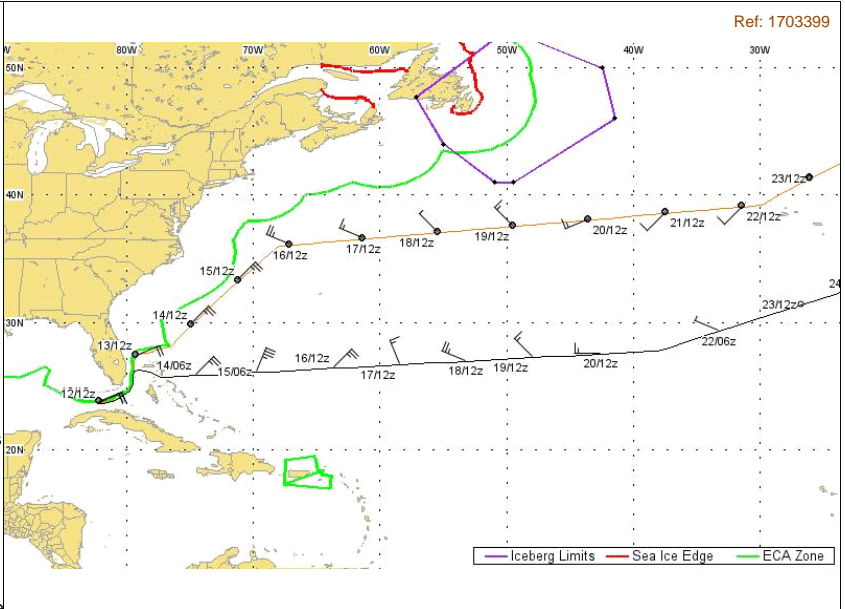 Ref: 1703399
80W 70W 60W 50W 40W 30W
50N
40N
30N
20N
23/12z
22/12z
21/12z
20/12z
19/12z
18/12z
17/12z
16/12z
15/12z
14/12z
13/12z
12/12z
24
23/12z
22/06z
20/12z
19/12z
18/12z
17/12z
16/12z
15/06z
14/06z
Iceberg Limits Sea Ice Edge ECA Zone